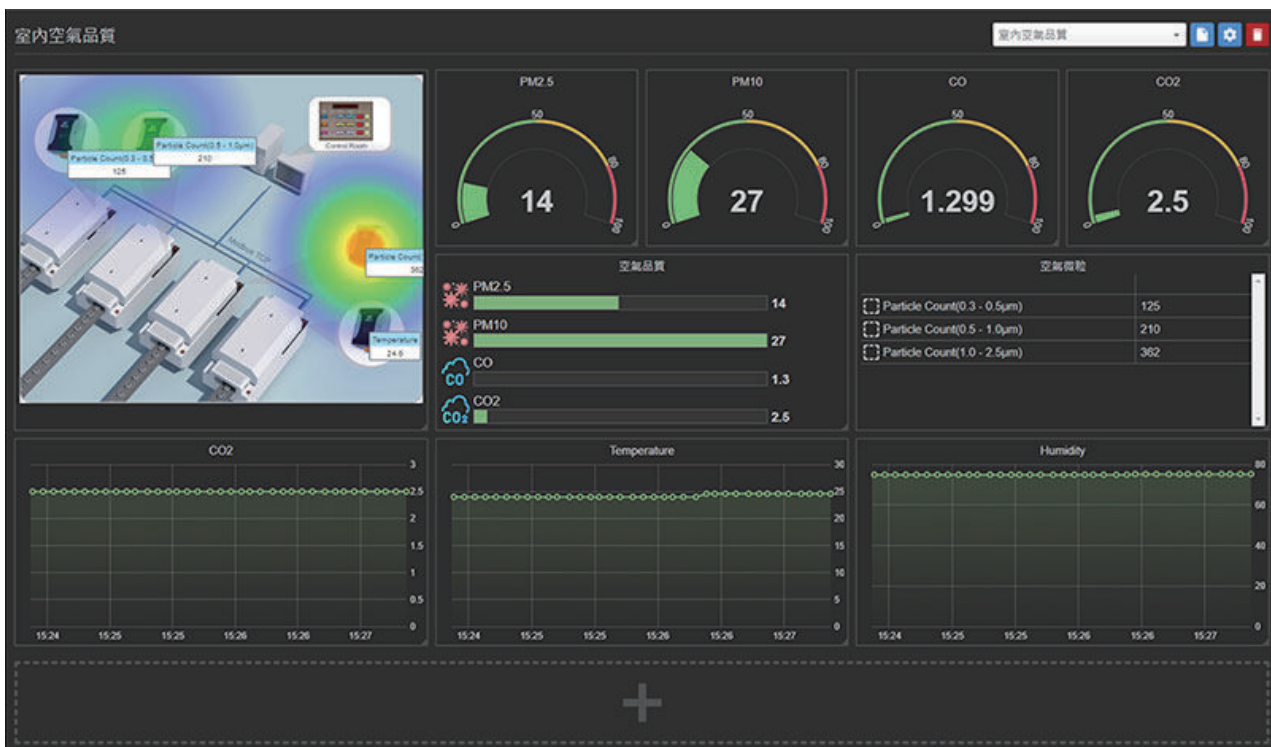 室內空氣品質
室內空氣品質
Particle Count(0.3 - 0.5
125
Particle Count(0.5 - 1.0μm)
210
Control Room
Modbus TCP
Particle Count(
362
Temperature
24.6
PM2.5
0
50
80
100
14
PM10
0
50
80
100
27
CO
0
50
80
100
1.299
CO2
0
50
80
100
2.5
空氣品質
PM2.5
14
PM10
27
CO
CO
1.3
CO2
CO2
2.5
空氣微粒
Particle Count(0.3 - 0.5μm) 125
Particle Count(0.5 - 1.0μm) 210
Particle Count(1.0 - 2.5μm) 362
CO2
3
2.5
2
1.5
1
0.5
0
15:24 15:25 15:25 15:26 15:26 15:27
Temperature
30
25
20
15
10
5
0
15:24 15:25 15:25 15:26 15:26 15:27
Humidity
80
60
40
20
0
15:24 15:25 15:25 15:26 15:26 15:27